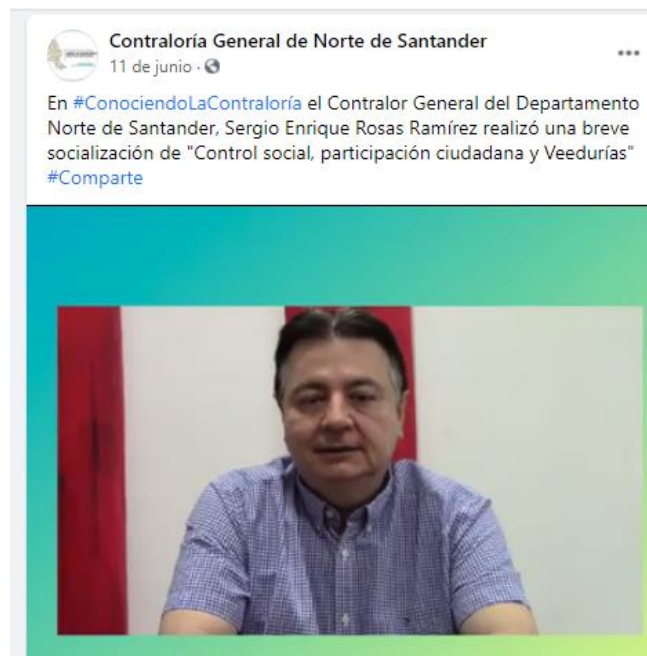 Contraloría General de Norte de Santander
11 de junio ·
En #ConociendoLaContraloría el Contralor General del Departamento
Norte de Santander, Sergio Enrique Rosas Ramírez realizó una breve
socialización de "Control social, participación ciudadana y Veedurías"
#Comparte